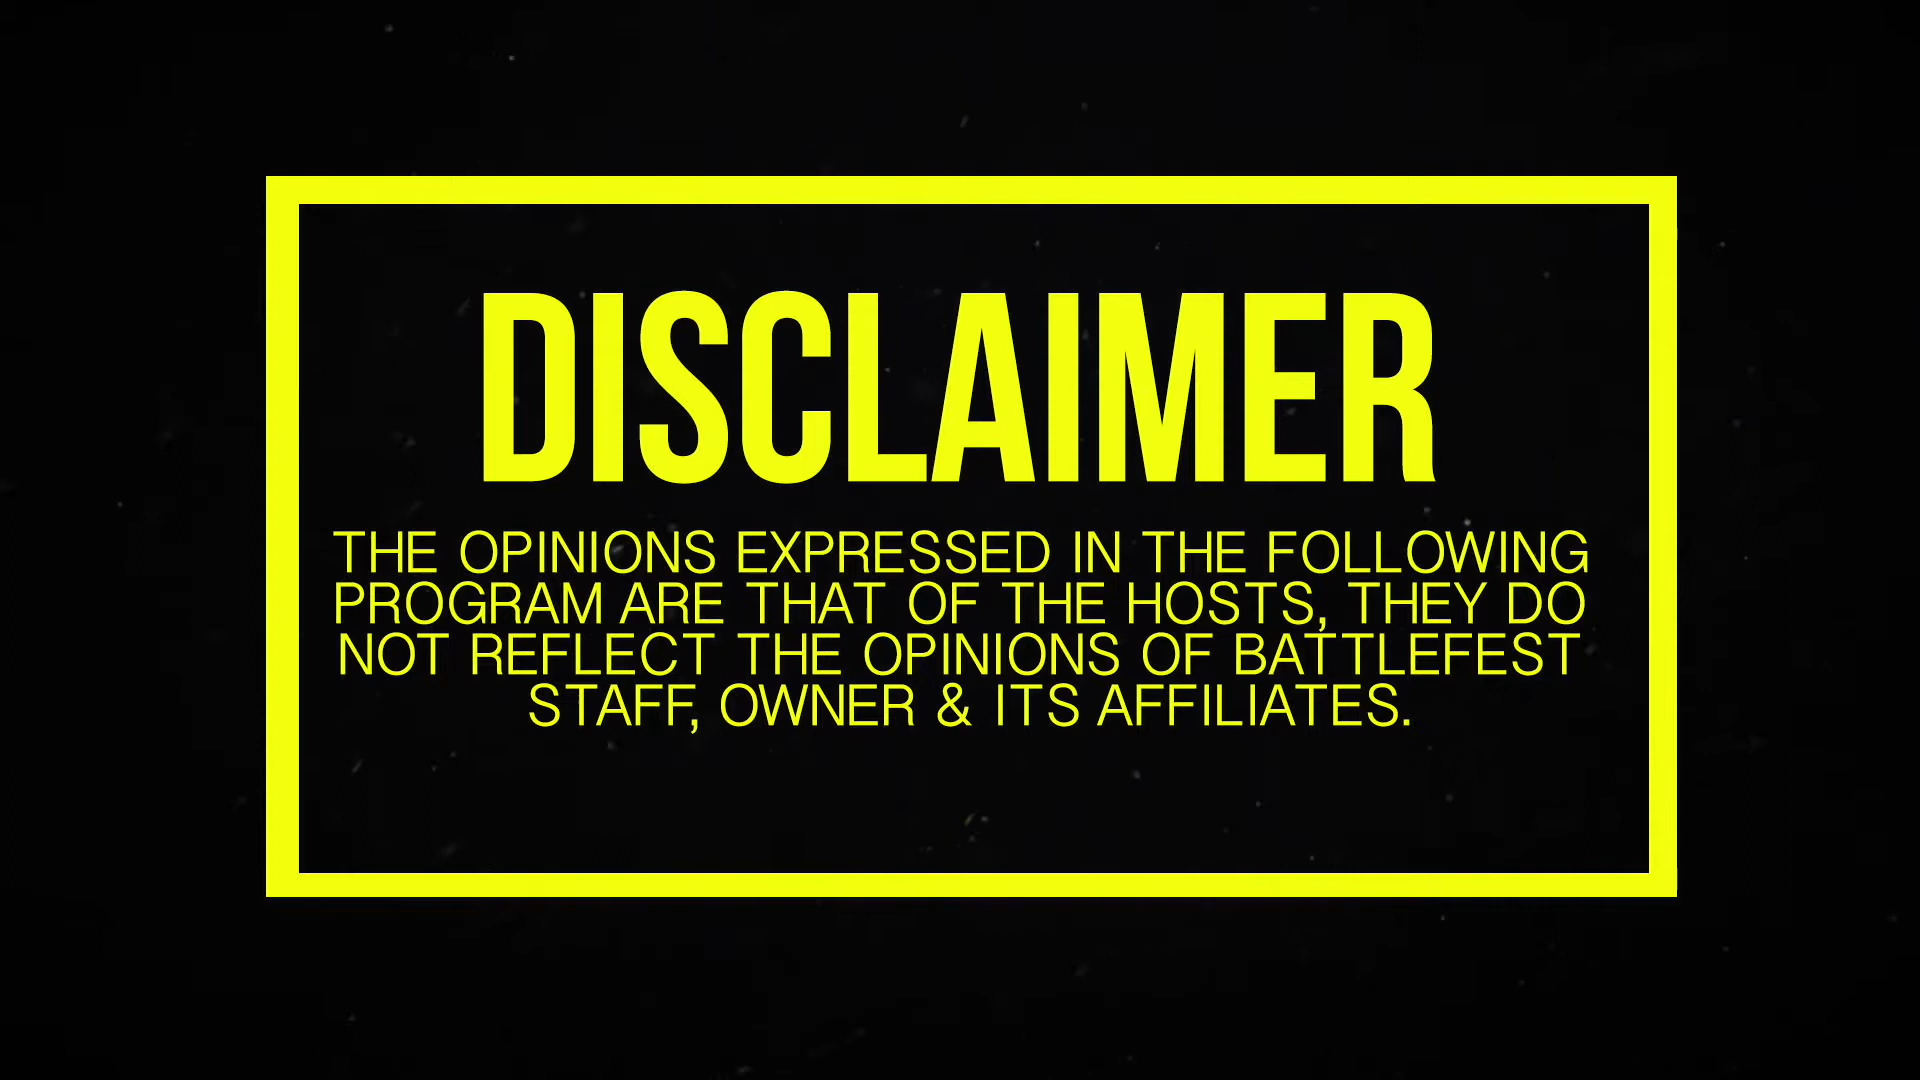 DISCLAIMER
THE OPINIONS EXPRESSED IN THE FOLLOWING
PROGRAM ARE THAT OF THE HOSTS, THEY DO
NOT REFLECT THE OPINIONS OF BATTLEFEST
STAFF, OWNER & ITS AFFILIATES.